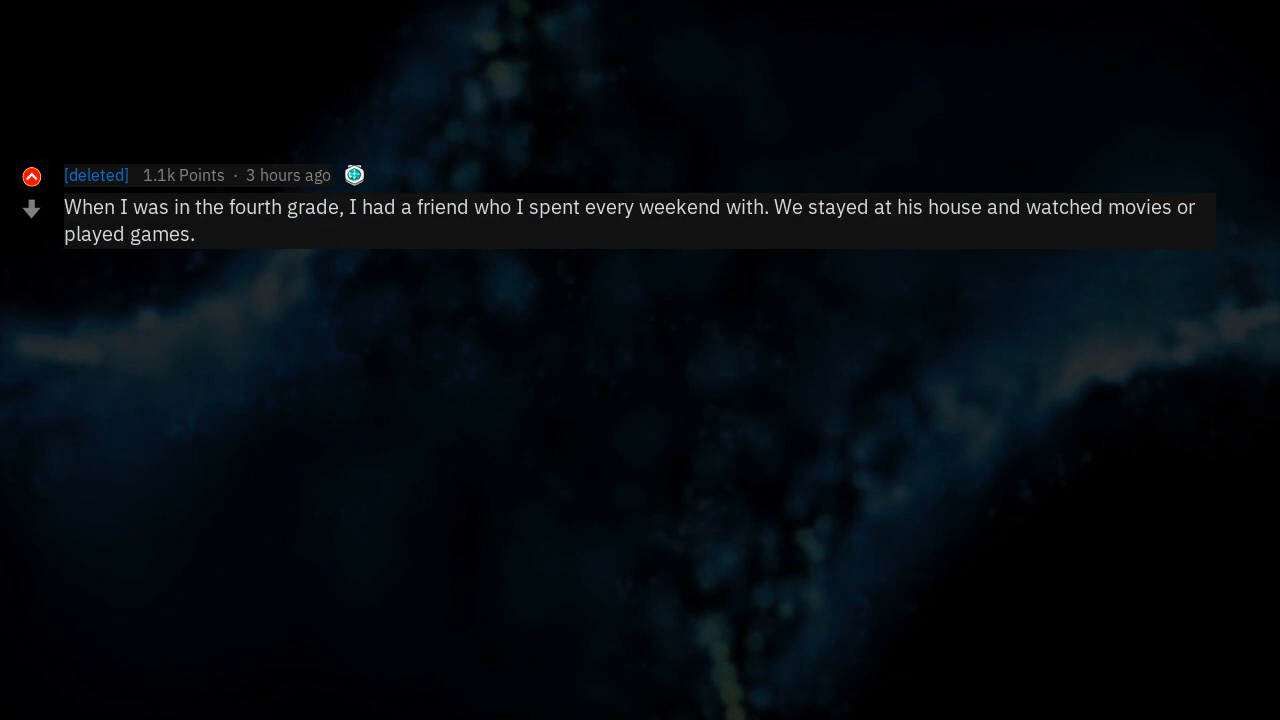 [deleted] 1.1k Points · 3 hours ago
When I was in the fourth grade, I had a friend who I spent every weekend with. We stayed at his house and watched movies or
played games.